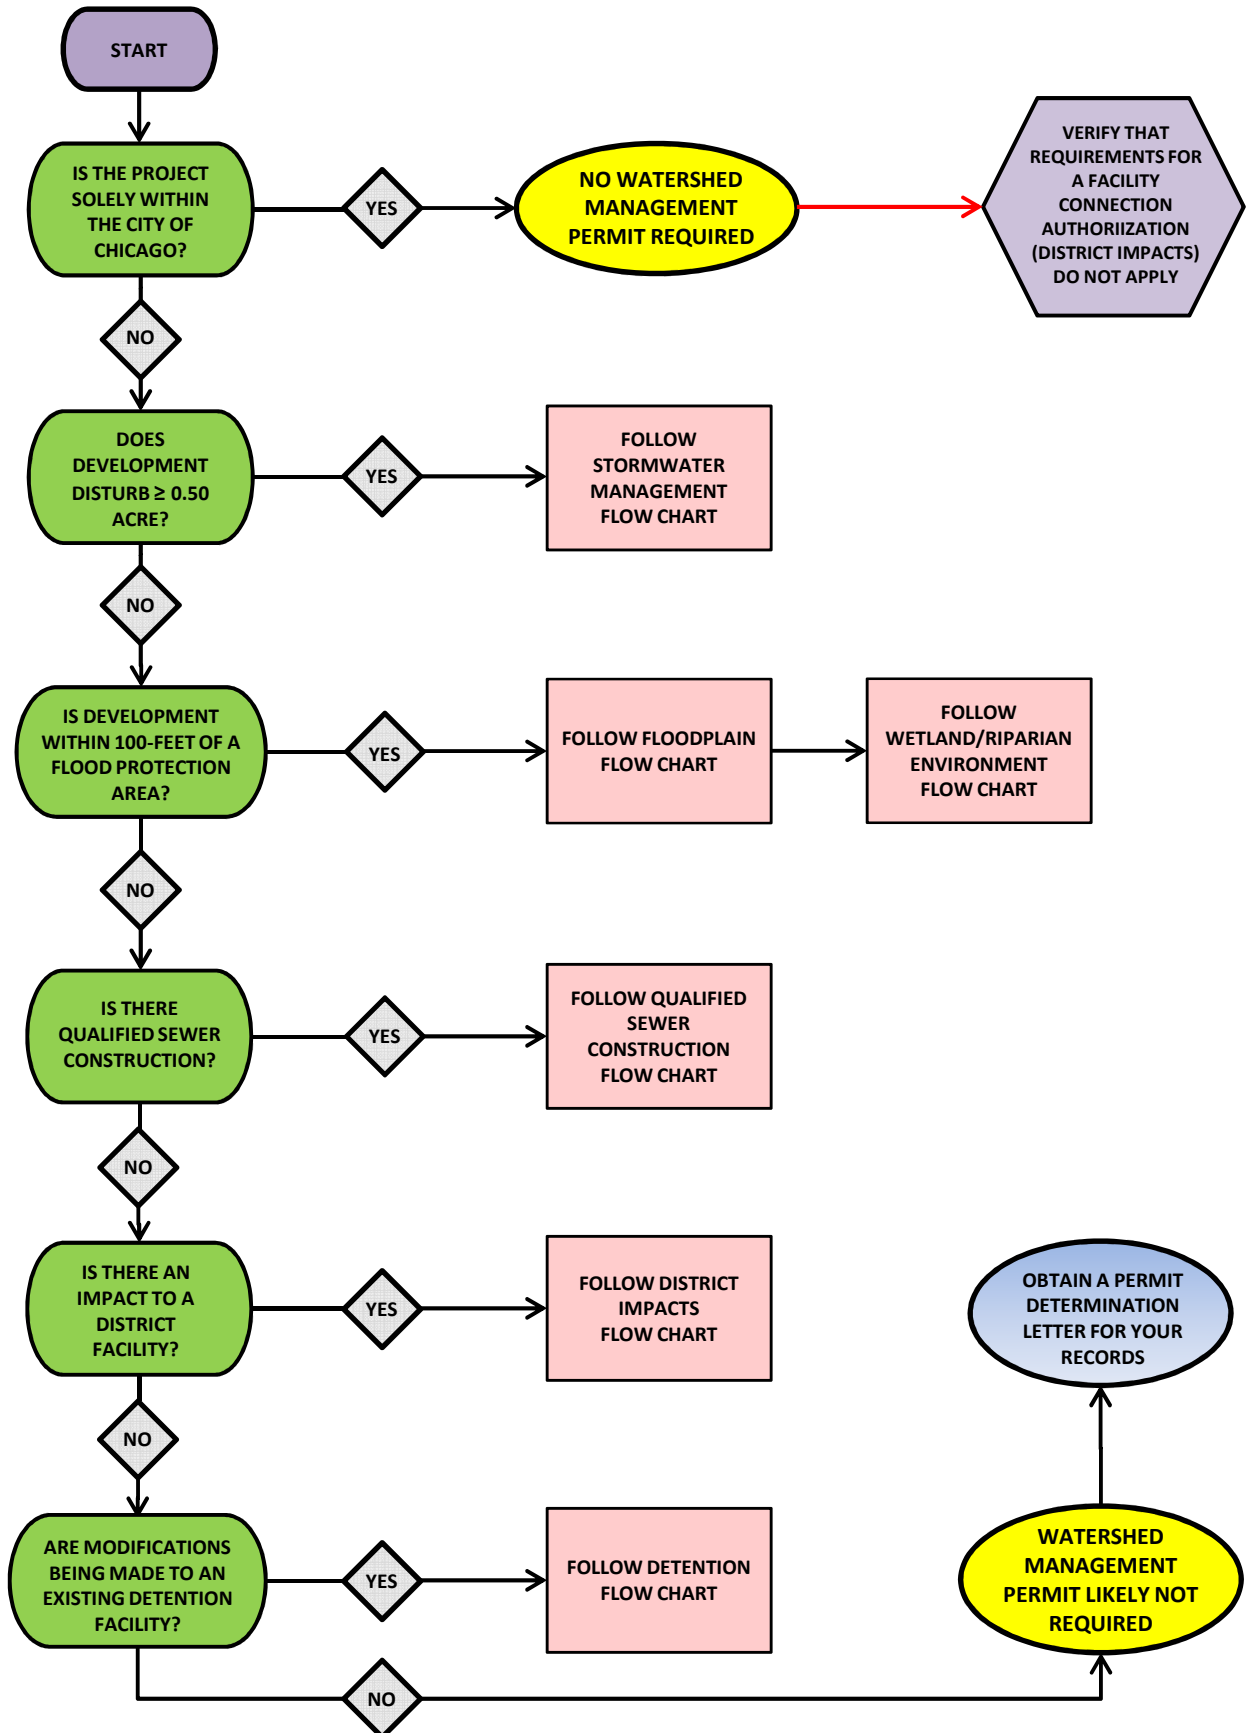 START
IS THE PROJECT
SOLELY WITHIN
THE CITY OF
CHICAGO?
YES
NO WATERSHED
MANAGEMENT
PERMIT REQUIRED
VERIFY THAT
REQUIREMENTS FOR
A FACILITY
CONNECTION
AUTHORIIZATION
(DISTRICT IMPACTS)
DO NOT APPLY
NO
DOES
DEVELOPMENT
DISTURB ≥ 0.50
ACRE?
YES
FOLLOW
STORMWATER
MANAGEMENT
FLOW CHART
NO
IS DEVELOPMENT
WITHIN 100-FEET OF A
FLOOD PROTECTION
AREA?
YES
FOLLOW FLOODPLAIN
FLOW CHART
FOLLOW
WETLAND/RIPARIAN
ENVIRONMENT
FLOW CHART
NO
IS THERE
QUALIFIED SEWER
CONSTRUCTION?
YES
FOLLOW QUALIFIED
SEWER
CONSTRUCTION
FLOW CHART
NO
IS THERE AN
IMPACT TO A
DISTRICT
FACILITY?
YES
FOLLOW DISTRICT
IMPACTS
FLOW CHART
OBTAIN A PERMIT
DETERMINATION
LETTER FOR YOUR
RECORDS
NO
ARE MODIFICATIONS
BEING MADE TO AN
EXISTING DETENTION
FACILITY?
YES
FOLLOW DETENTION
FLOW CHART
WATERSHED
MANAGEMENT
PERMIT LIKELY NOT
REQUIRED
NO